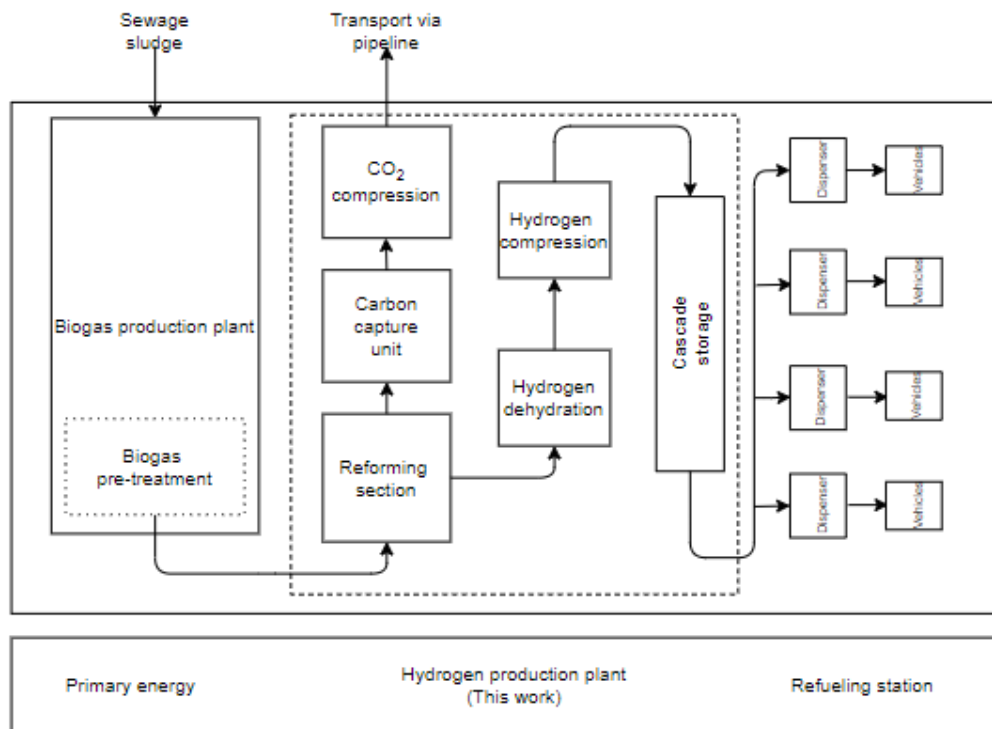 Sewage
sludge
Transport via
pipeline
Biogas production plant
Biogas
pre-treatment
CO₂
compression
Carbon
capture
unit
Reforming
section
Hydrogen
compression
Hydrogen
dehydration
Cascade
storage
Dispenser
Vehicles
Dispenser
Vehicles
Dispenser
Vehicles
Dispenser
Vehicles
Primary energy
Hydrogen production plant
(This work)
Refueling station